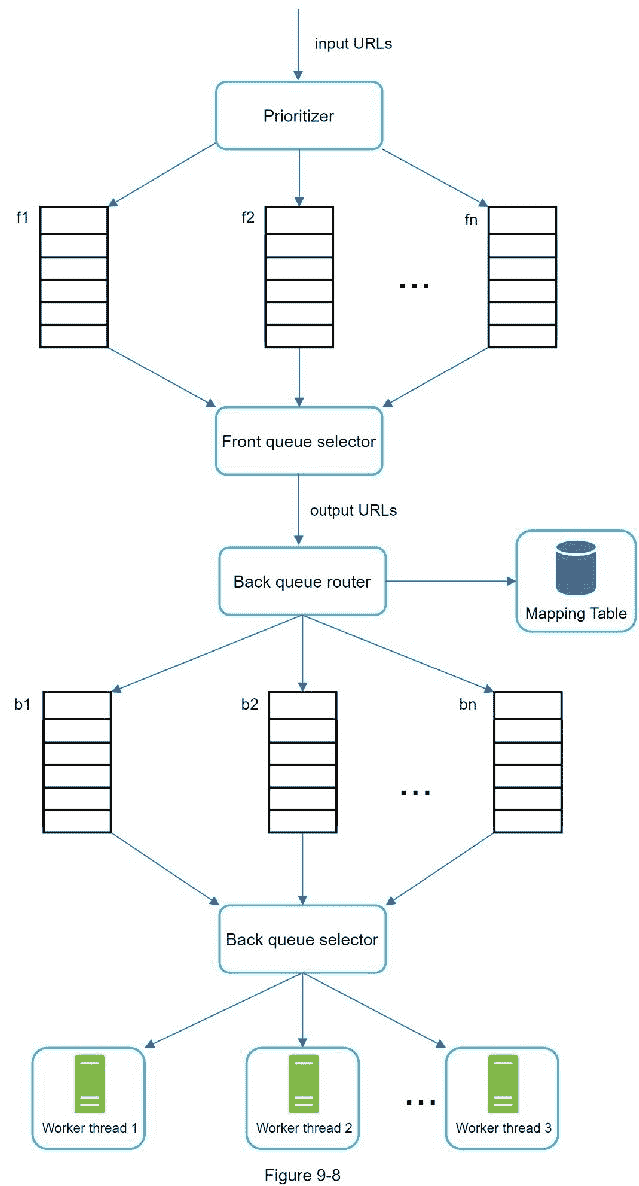 input URLs
Prioritizer
f1
f2
fn
...
Front queue selector
output URLs
Back queue router
Mapping Table
b1
b2
bn
...
Back queue selector
...
Worker thread 1
Worker thread 2
Worker thread 3
Figure 9-8